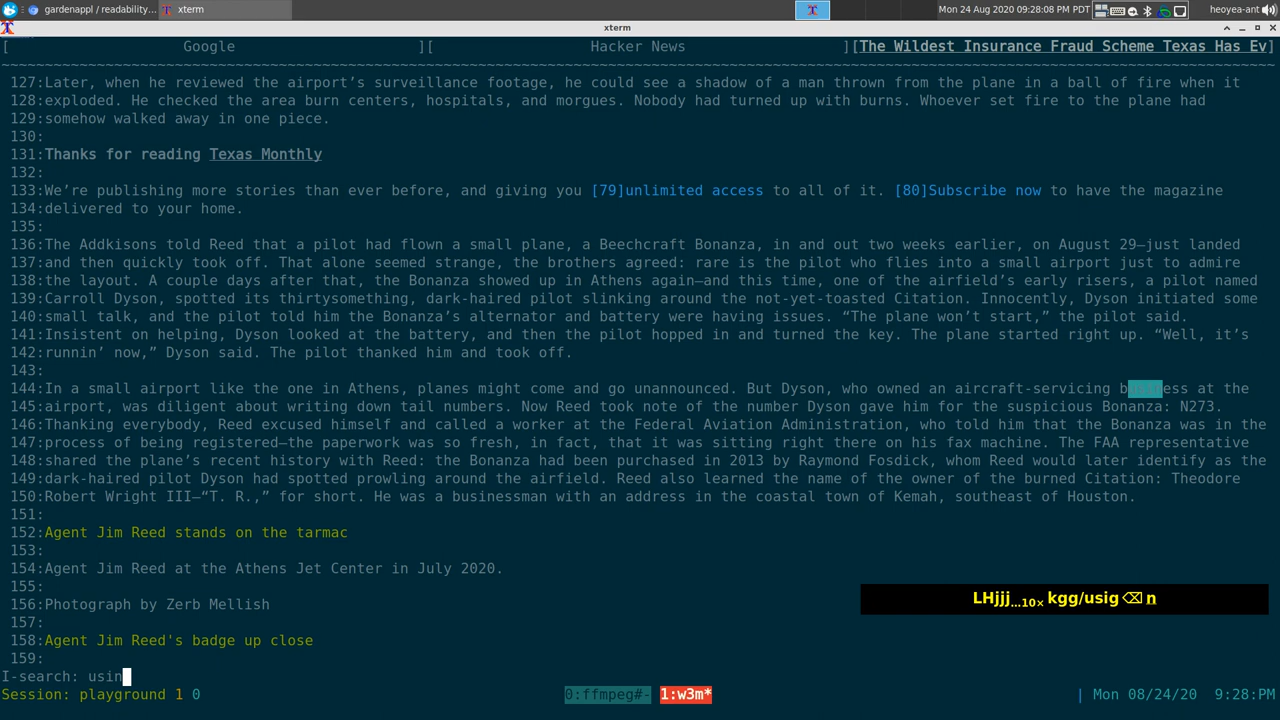 gardenappl / readability... xterm Mon 24 Aug 2020 9:28:08 PM PDT heoyea-ant
xterm
[ Google ][ Hacker News ][The Wildest Insurance Fraud Scheme Texas Has Ev]
127:Later, when he reviewed the airport’s surveillance footage, he could see a shadow of a man thrown from the plane in a ball of fire when it
128:exploded. He checked the area burn centers, hospitals, and morgues. Nobody had turned up with burns. Whoever set fire to the plane had
129:somehow walked away in one piece.
130:
131:Thanks for reading Texas Monthly
132:
133:We’re publishing more stories than ever before, and giving you [79]unlimited access to all of it. [80]Subscribe now to have the magazine
134:delivered to your home.
135:
136:The Addkisons told Reed that a pilot had flown a small plane, a Beechcraft Bonanza, in and out two weeks earlier, on August 29—just landed
137:and then quickly took off. That alone seemed strange, the brothers agreed: rare is the pilot who flies into a small airport just to admire
138:the layout. A couple days after that, the Bonanza showed up in Athens again—and this time, one of the airfield’s early risers, a pilot named
139:Carroll Dyson, spotted its thirtysomething, dark-haired pilot slinking around the not-yet-toasted Citation. Innocently, Dyson initiated some
140:small talk, and the pilot told him the Bonanza’s alternator and battery were having issues. “The plane won’t start,” the pilot said.
141:Insistent on helping, Dyson looked at the battery, and then the pilot hopped in and turned the key. The plane started right up. “Well, it’s
142:runnin’ now,” Dyson said. The pilot thanked him and took off.
143:
144:In a small airport like the one in Athens, planes might come and go unannounced. But Dyson, who owned an aircraft-servicing business at the
145:airport, was diligent about writing down tail numbers. Now Reed took note of the number Dyson gave him for the suspicious Bonanza: N273.
146:Thanking everybody, Reed excused himself and called a worker at the Federal Aviation Administration, who told him that the Bonanza was in the
147:process of being registered—the paperwork was so fresh, in fact, that it was sitting right there on his fax machine. The FAA representative
148:shared the plane’s recent history with Reed: the Bonanza had been purchased in 2013 by Raymond Fosdick, whom Reed would later identify as the
149:dark-haired pilot Dyson had spotted prowling around the airfield. Reed also learned the name of the owner of the burned Citation: Theodore
150:Robert Wright III—“T. R.,” for short. He was a businessman with an address in the coastal town of Kemah, southeast of Houston.
151:
152:Agent Jim Reed stands on the tarmac
153:
154:Agent Jim Reed at the Athens Jet Center in July 2020.
155:
156:Photograph by Zerb Mellish
157:
158:Agent Jim Reed's badge up close
159:
LHjjj...10× kgg/usig ⌫ n
I-search: usin
Session: playground 1 0 0:ffmpeg#- 1:w3m* | Mon 08/24/20 9:28:PM